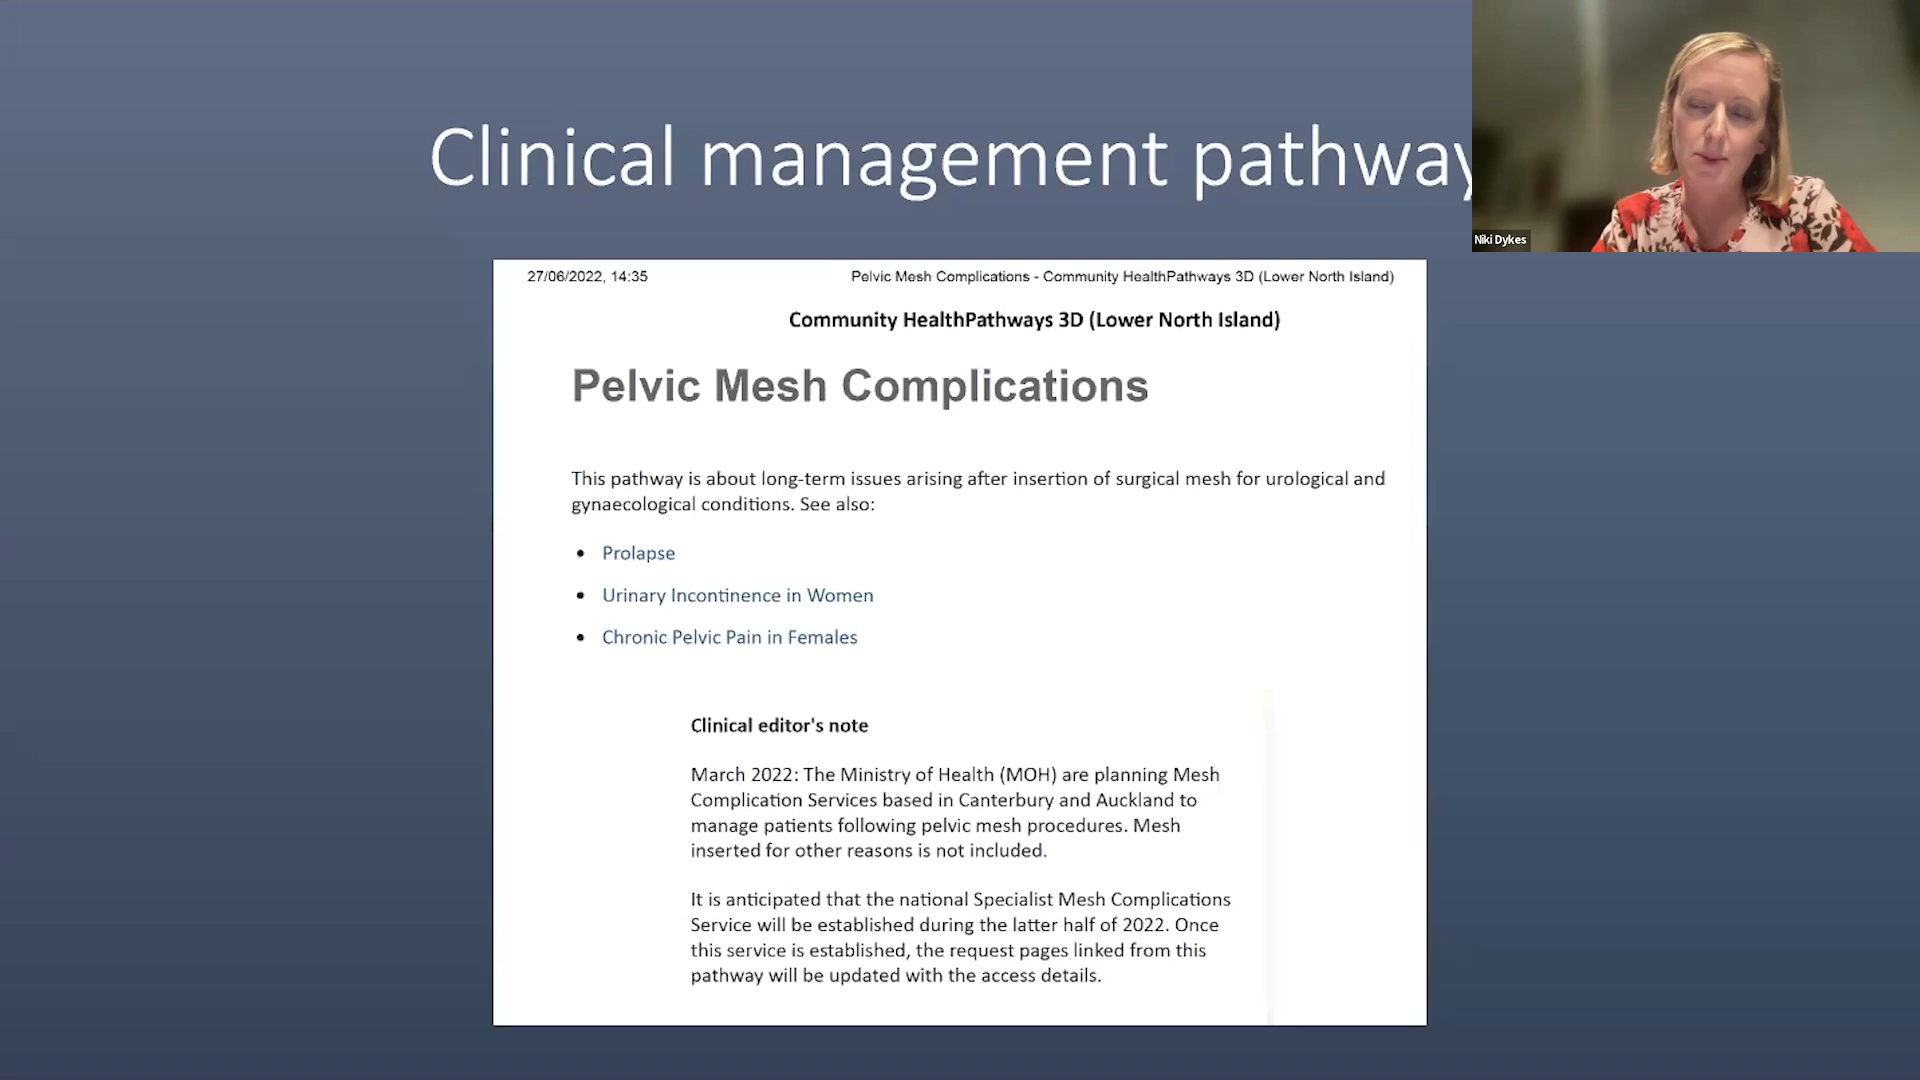 Clinical management pathway
Niki Dykes
27/06/2022, 14:35
Pelvic Mesh Complications - Community HealthPathways 3D (Lower North Island)
Community HealthPathways 3D (Lower North Island)
Pelvic Mesh Complications
This pathway is about long-term issues arising after insertion of surgical mesh for urological and
gynaecological conditions. See also:
• Prolapse
• Urinary Incontinence in Women
• Chronic Pelvic Pain in Females
Clinical editor's note
March 2022: The Ministry of Health (MOH) are planning Mesh
Complication Services based in Canterbury and Auckland to
manage patients following pelvic mesh procedures. Mesh
inserted for other reasons is not included.
It is anticipated that the national Specialist Mesh Complications
Service will be established during the latter half of 2022. Once
this service is established, the request pages linked from this
pathway will be updated with the access details.